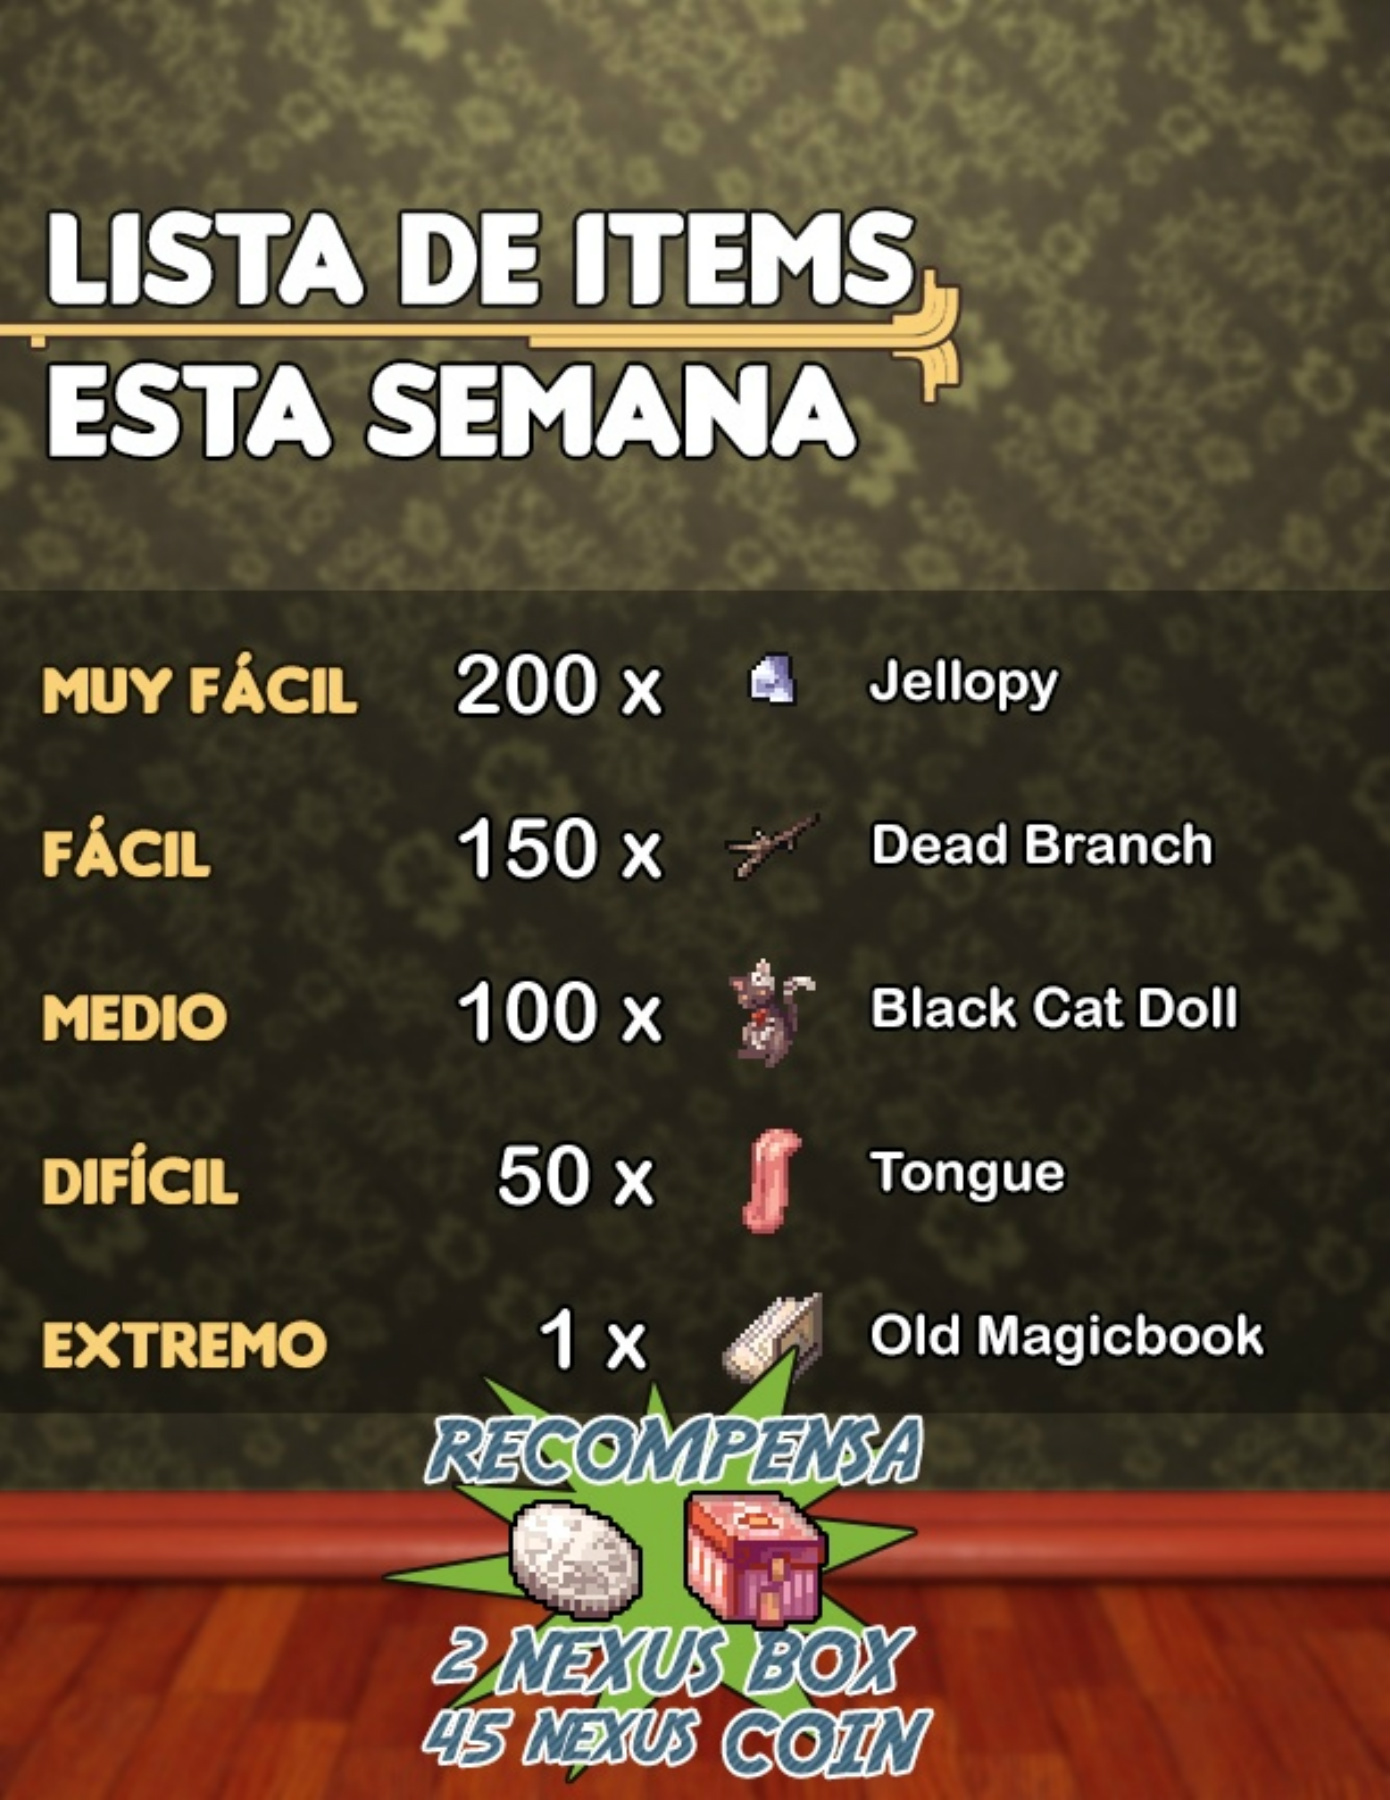 LISTA DE ITEMS
ESTA SEMANA
MUY FÁCIL 200 x Jellopy
FÁCIL 150 x Dead Branch
MEDIO 100 x Black Cat Doll
DIFÍCIL 50 x Tongue
EXTREMO 1 x Old Magicbook
RECOMPENSA
2 NEXUS BOX
45 NEXUS COIN